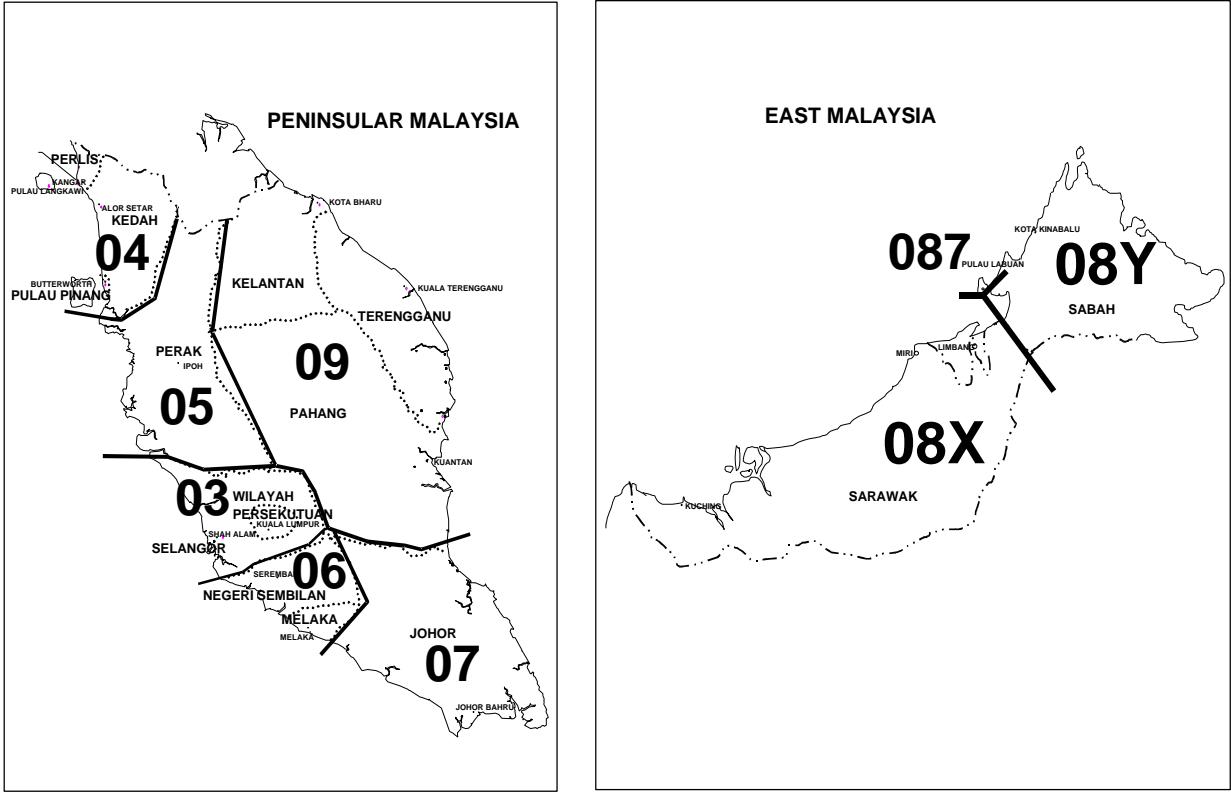 PENINSULAR MALAYSIA
PERLIS
KANGAR
PULAU LANGKAWI
ALOR SETAR
KEDAH
04
BUTTERWORTH
PULAU PINANG
KOTA BHARU
KELANTAN
KUALA TERENGGANU
TERENGGANU
PERAK
IPOH
05
09
PAHANG
KUANTAN
03
WILAYAH
PERSEKUTUAN
KUALA LUMPUR
SHAH ALAM
SELANGOR
06
SEREMBAN
NEGERI SEMBILAN
MELAKA
MELAKA
JOHOR
07
JOHOR BAHRU
EAST MALAYSIA
KOTA KINABALU
087
PULAU LABUAN
08Y
SABAH
MIRI
LIMBANG
08X
SARAWAK
KUCHING